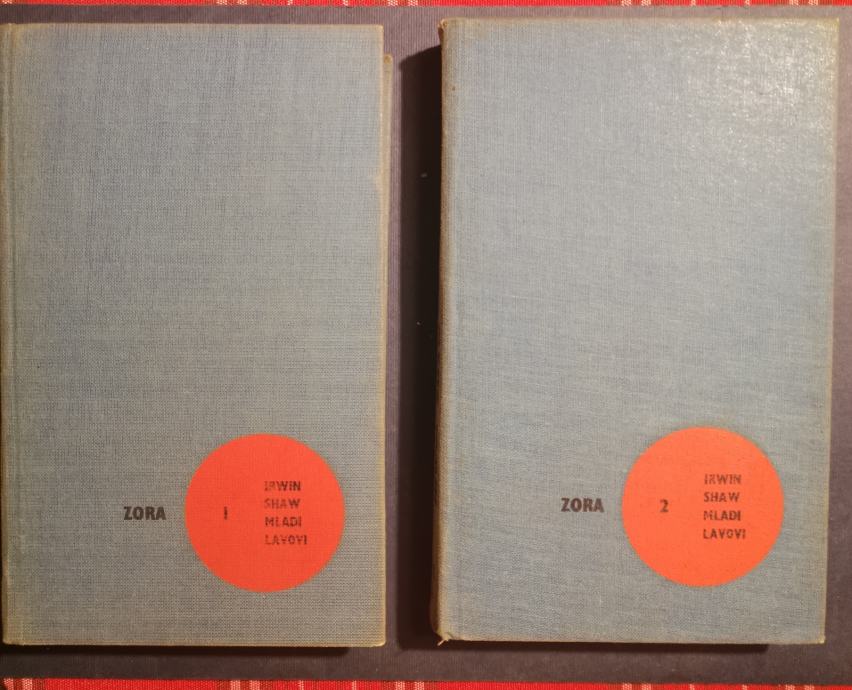 ZORA
1
IRWIN
SHAW
MLADI
LAVOVI
ZORA
2
IRWIN
SHAW
MLADI
LAVOVI